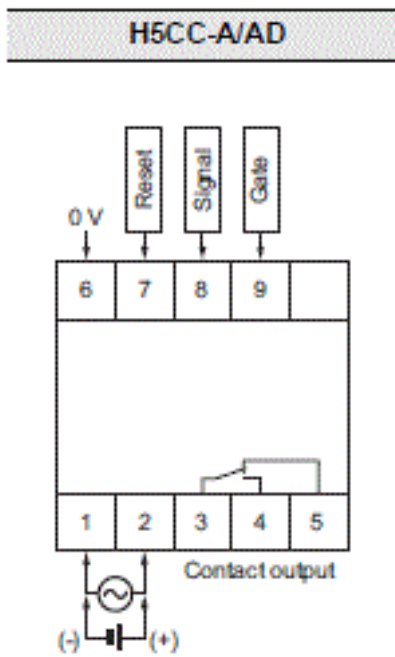 H5CC-A/AD
Reset
Signal
Gate
0 V
6 7 8 9
1 2 3 4 5
Contact output
(-) (+)